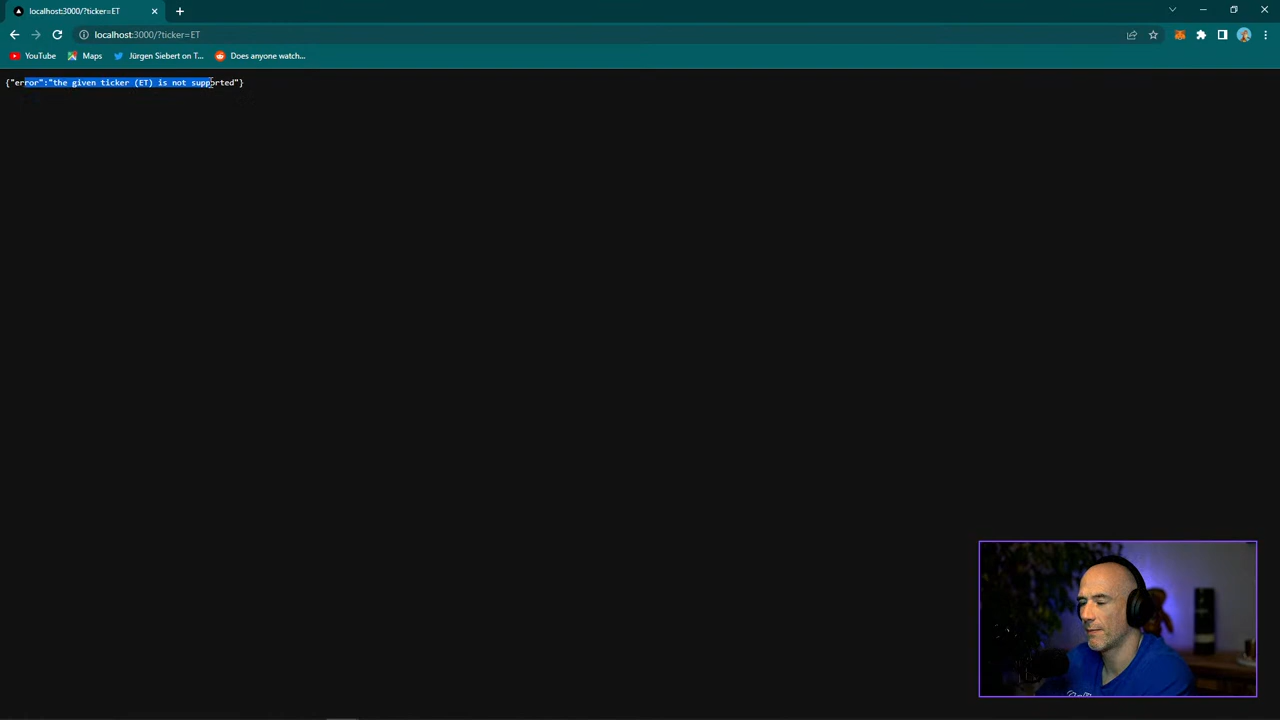 localhost:3000/?ticker=ET
localhost:3000/?ticker=ET
YouTube
Maps
Jürgen Siebert on T...
Does anyone watch...
{"error":"the given ticker (ET) is not supported"}